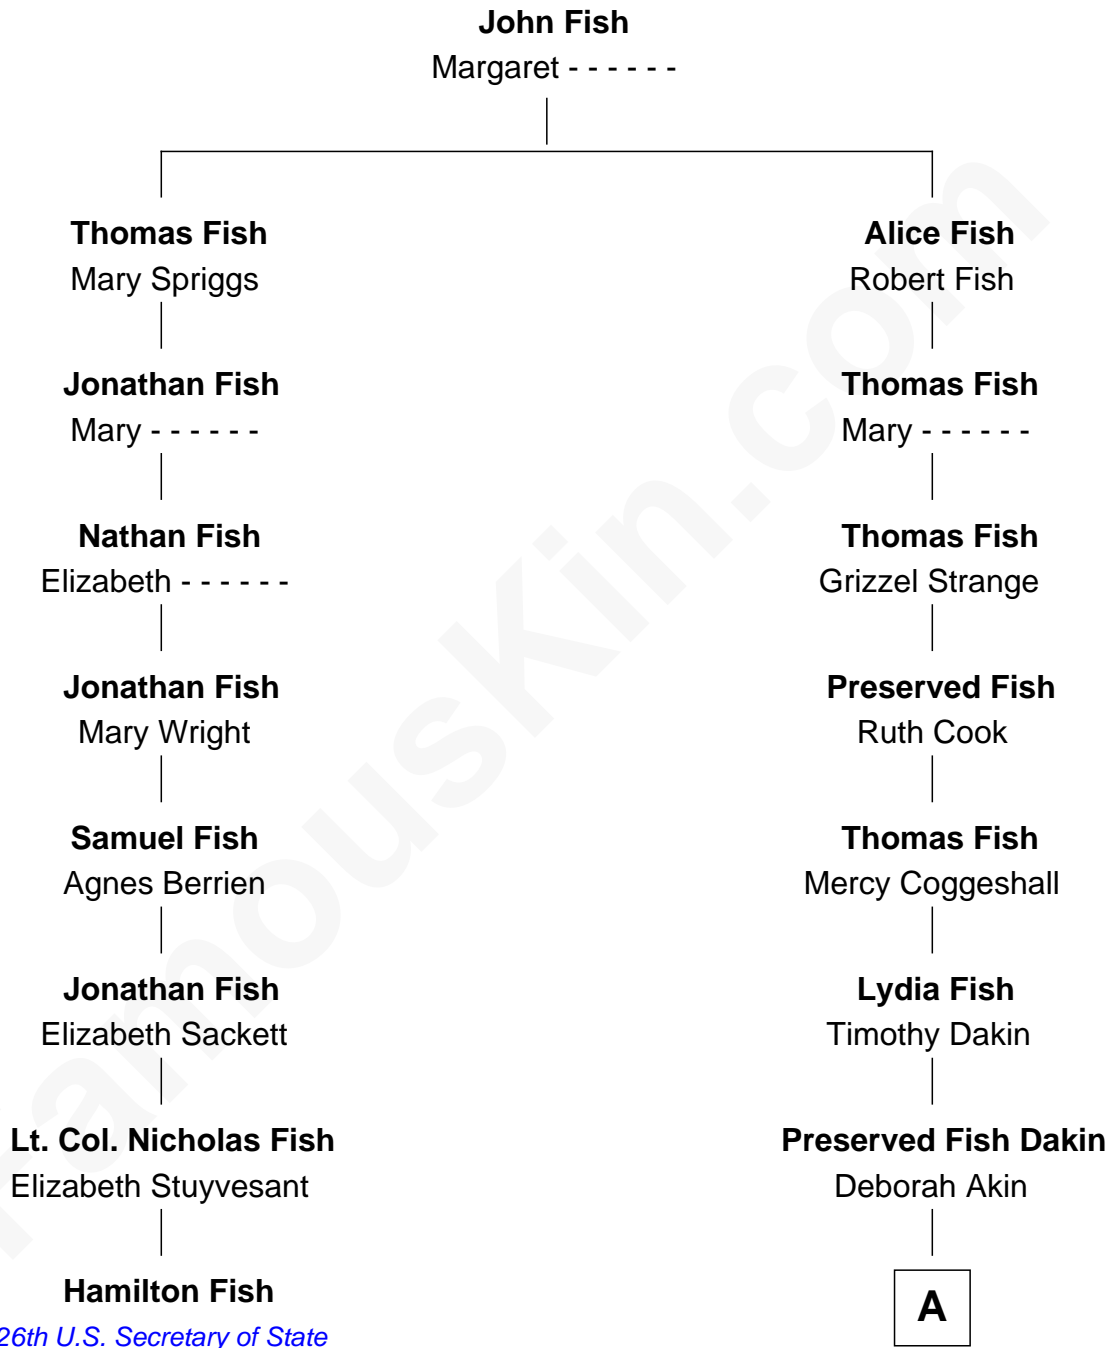 John Fish
Margaret - - - - - -
Thomas Fish
Mary Spriggs
Alice Fish
Robert Fish
Jonathan Fish
Mary - - - - - -
Thomas Fish
Mary - - - - - -
Nathan Fish
Elizabeth - - - - - -
Thomas Fish
Grizzel Strange
Jonathan Fish
Mary Wright
Preserved Fish
Ruth Cook
Samuel Fish
Agnes Berrien
Thomas Fish
Mercy Coggeshall
Jonathan Fish
Elizabeth Sackett
Lydia Fish
Timothy Dakin
Lt. Col. Nicholas Fish
Elizabeth Stuyvesant
Preserved Fish Dakin
Deborah Akin
Hamilton Fish
26th U.S. Secretary of State
A
FamousKin.com